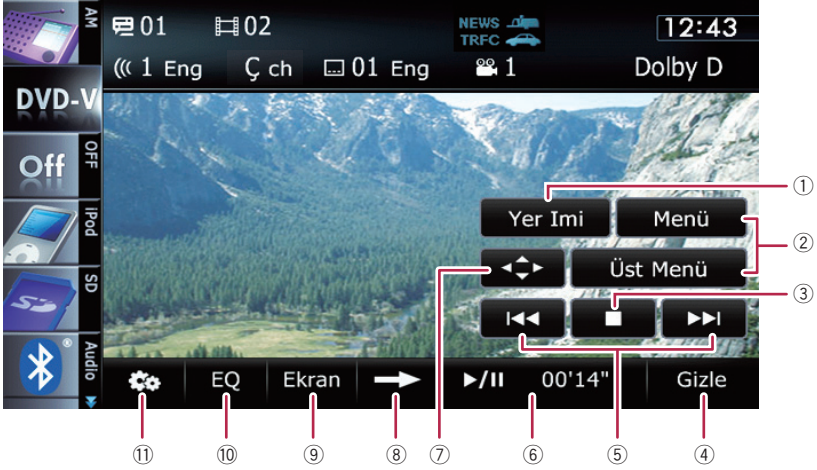 AM
01 02 NEWS TRFC 12:43
1 Eng Ç ch 01 Eng 1 Dolby D
DVD-V
Off OFF
iPod
SD
Audio
Yer Imi Menü
Üst Menü
EQ Ekran ►/II 00'14" Gizle
①
②
③
⑪ ⑩ ⑨ ⑧ ⑦ ⑥ ⑤ ④